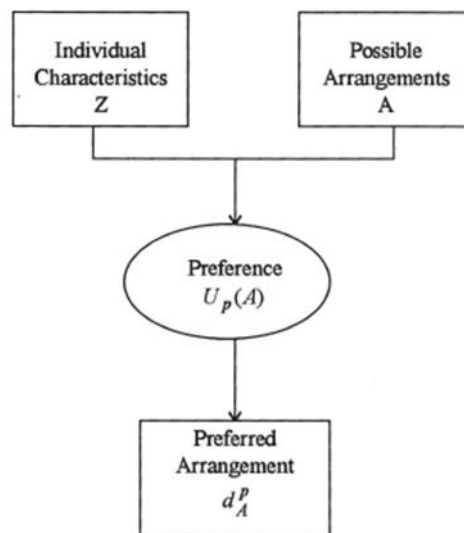 Individual
Characteristics
Z
Possible
Arrangements
A
Preference
U_p(A)
Preferred
Arrangement
d_A^p